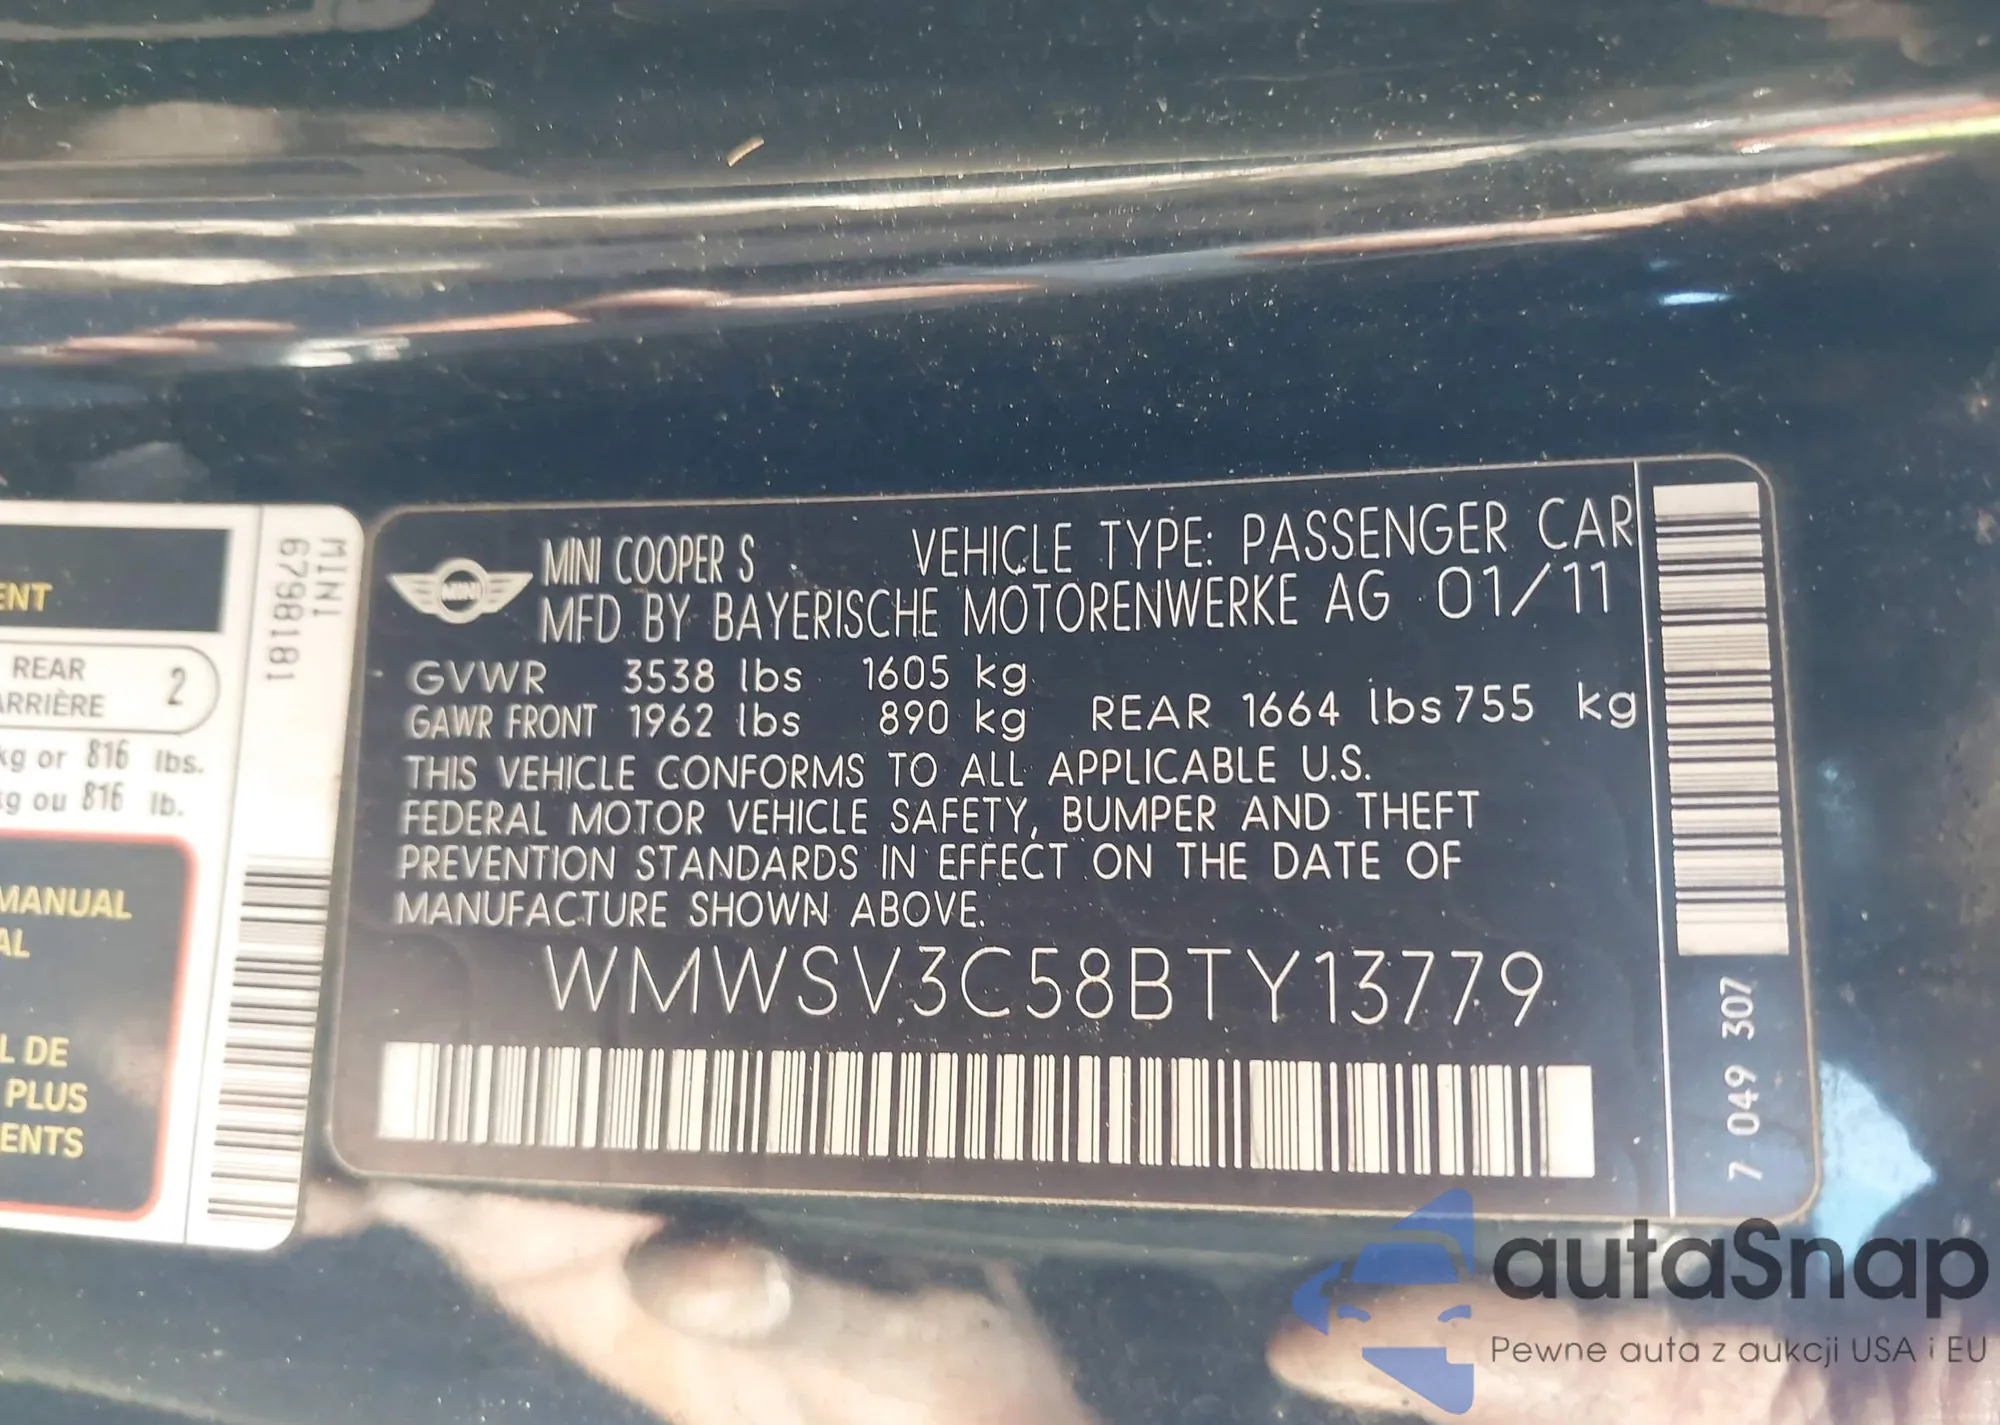 ENT
REAR
ARRIÈRE
2
kg or 816 lbs.
kg ou 816 lb.
MANUAL
AL
L DE
PLUS
ENTS
MINI
6798181
MINI
MINI COOPER S VEHICLE TYPE: PASSENGER CAR
MFD BY BAYERISCHE MOTORENWERKE AG 01/11
GVWR 3538 lbs 1605 kg
GAWR FRONT 1962 lbs 890 kg REAR 1664 lbs 755 kg
THIS VEHICLE CONFORMS TO ALL APPLICABLE U.S.
FEDERAL MOTOR VEHICLE SAFETY, BUMPER AND THEFT
PREVENTION STANDARDS IN EFFECT ON THE DATE OF
MANUFACTURE SHOWN ABOVE.
WMWSV3C58BTY13779
7 049 307
autaSnap
Pewne auta z aukcji USA i EU